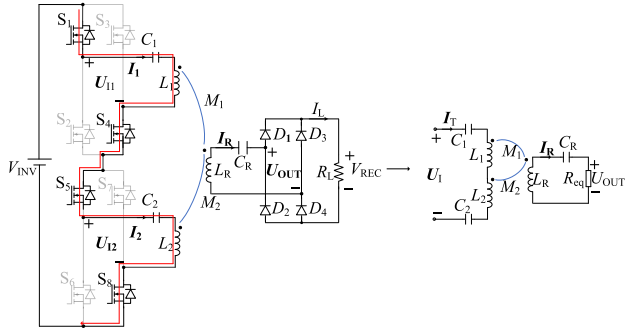 S1 S3
C1
+ I1
UI1 L1
M1
S2 S4
VINV
S5 S7
C2
+ I2
UI2 L2
M2
S6 S8
IR
CR
LR
+
UOUT
D1 D3
D2 D4
IL
RL
+
VREC
IT
+ C1
UI
L1
M1
L2
M2
C2
IR CR
LR
Req
+
UOUT